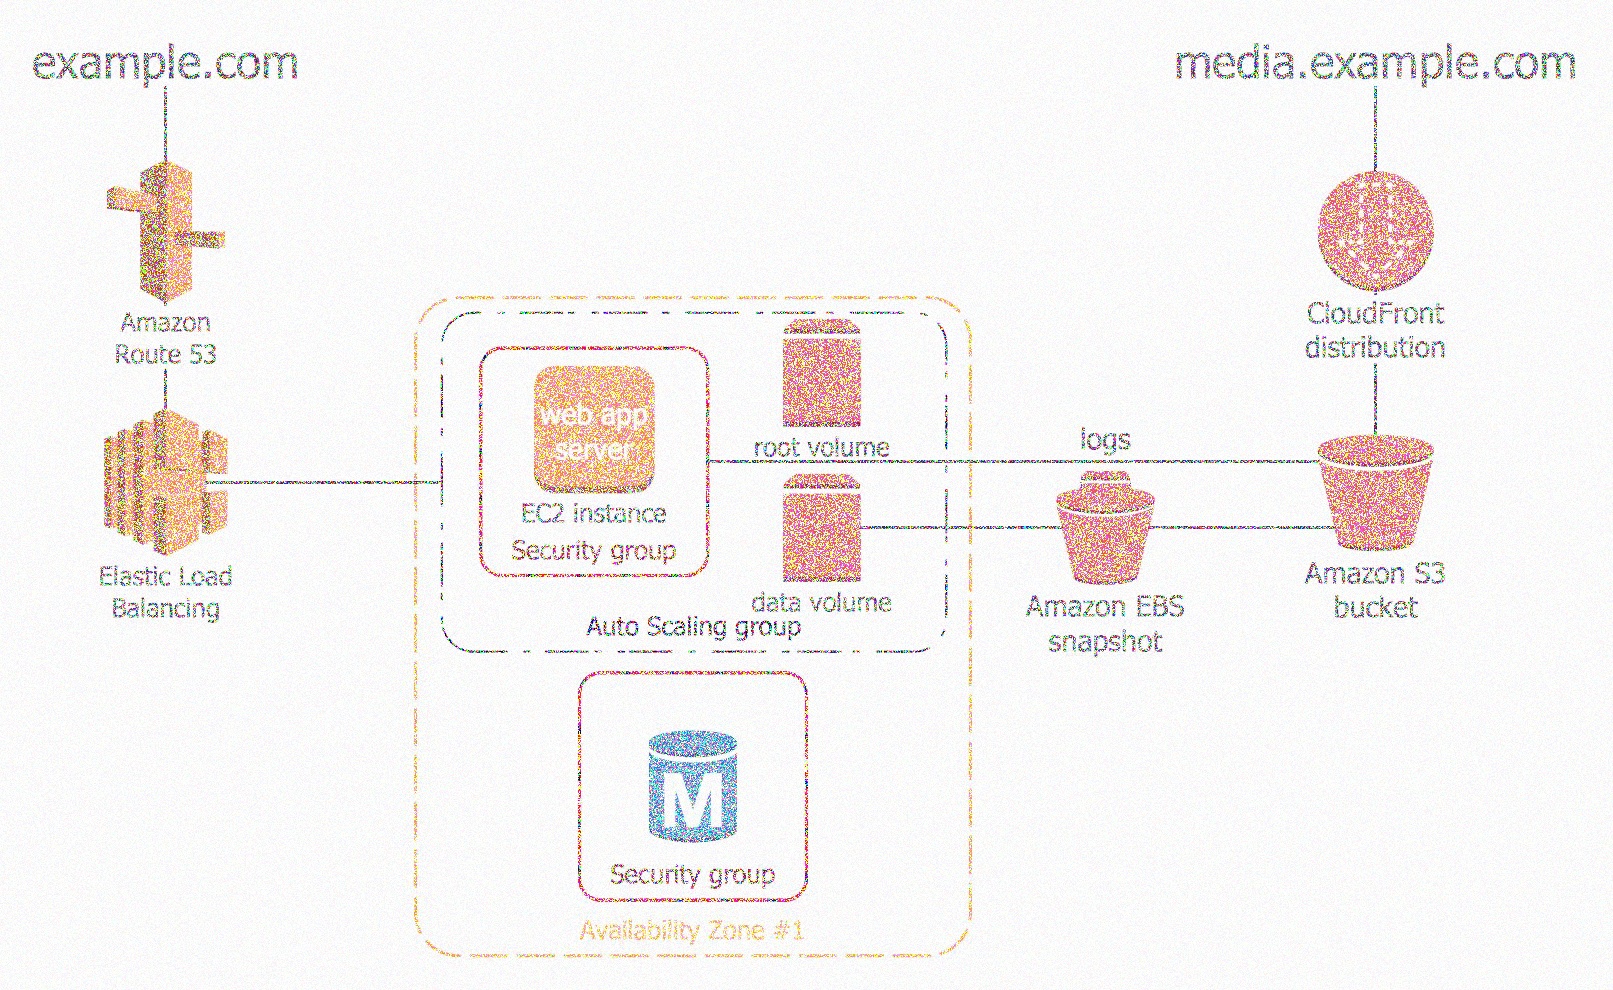 example.com
media.example.com
Amazon
Route 53
CloudFront
distribution
web app
server
root volume
logs
EC2 instance
Security group
Elastic Load
Balancing
data volume
Auto Scaling group
Amazon EBS
snapshot
Amazon S3
bucket
M
Security group
Availability Zone #1